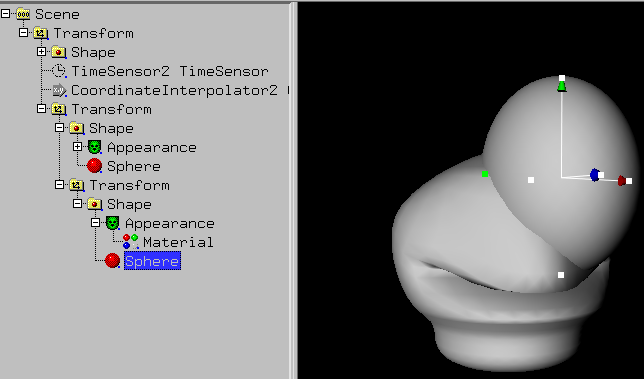 Scene
Transform
Shape
TimeSensor2 TimeSensor
CoordinateInterpolator2
Transform
Shape
Appearance
Sphere
Transform
Shape
Appearance
Material
Sphere